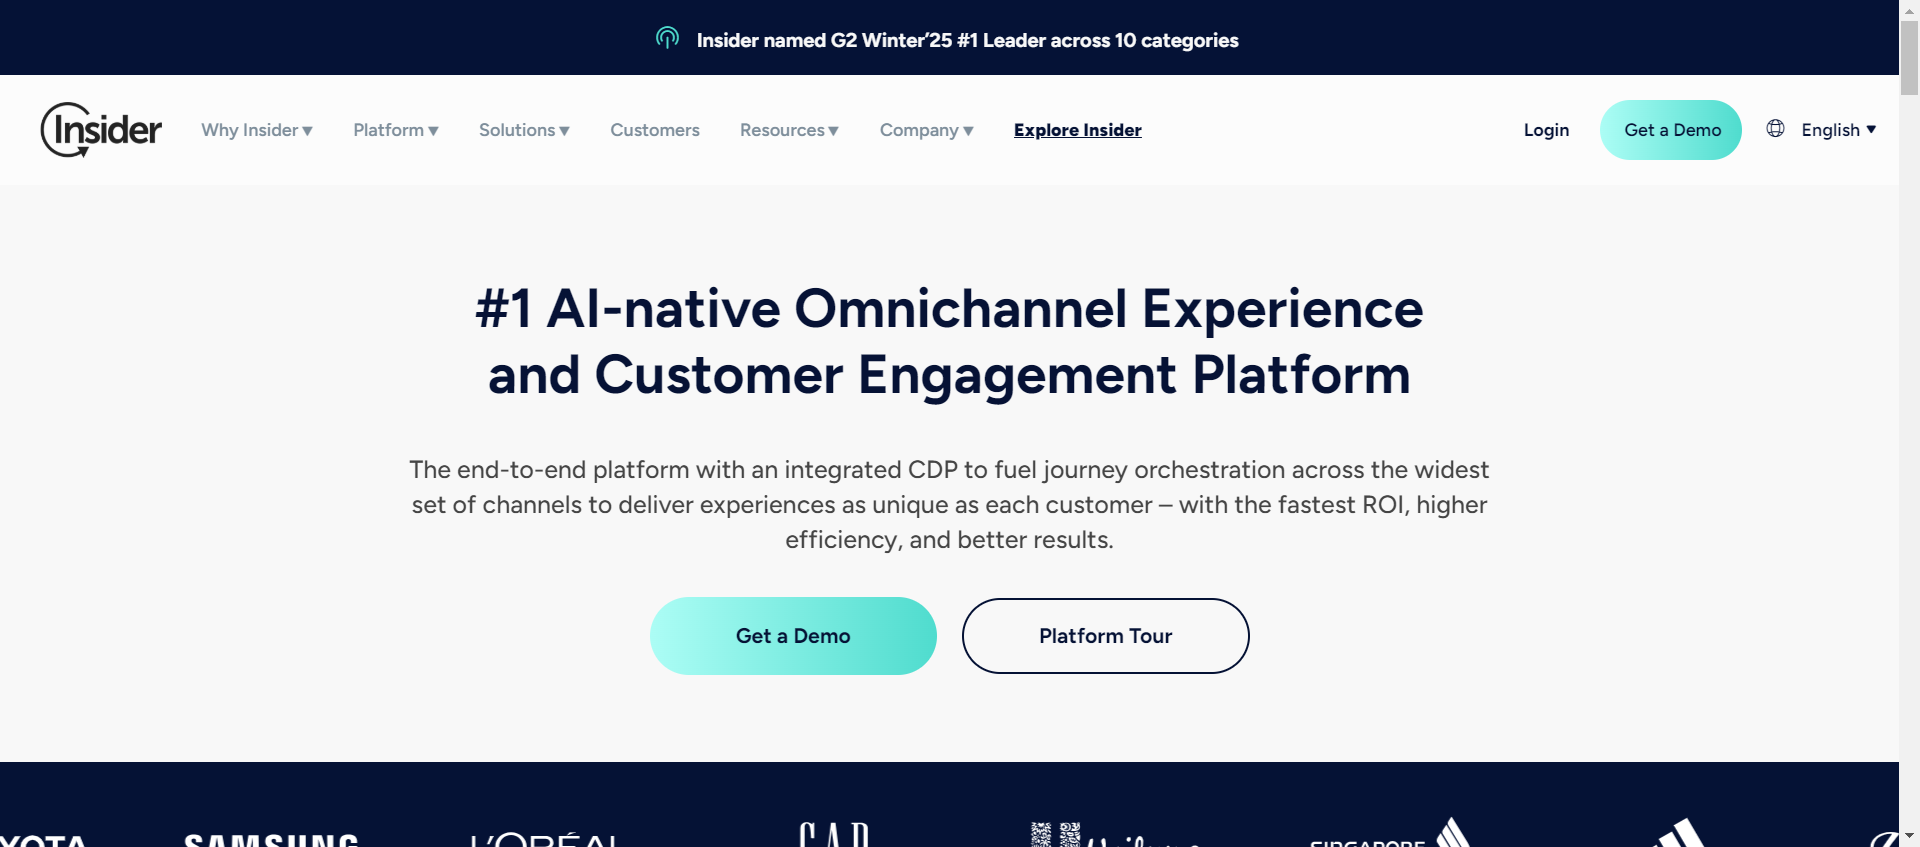 Insider named G2 Winter’25 #1 Leader across 10 categories
Insider
Why Insider ▼
Platform ▼
Solutions ▼
Customers
Resources ▼
Company ▼
Explore Insider
Login
Get a Demo
English ▼
#1 AI-native Omnichannel Experience
and Customer Engagement Platform
The end-to-end platform with an integrated CDP to fuel journey orchestration across the widest
set of channels to deliver experiences as unique as each customer – with the fastest ROI, higher
efficiency, and better results.
Get a Demo
Platform Tour
YOTA
SAMSUNG
L'ORÉAL
GAP
Unilever
SINGAPORE